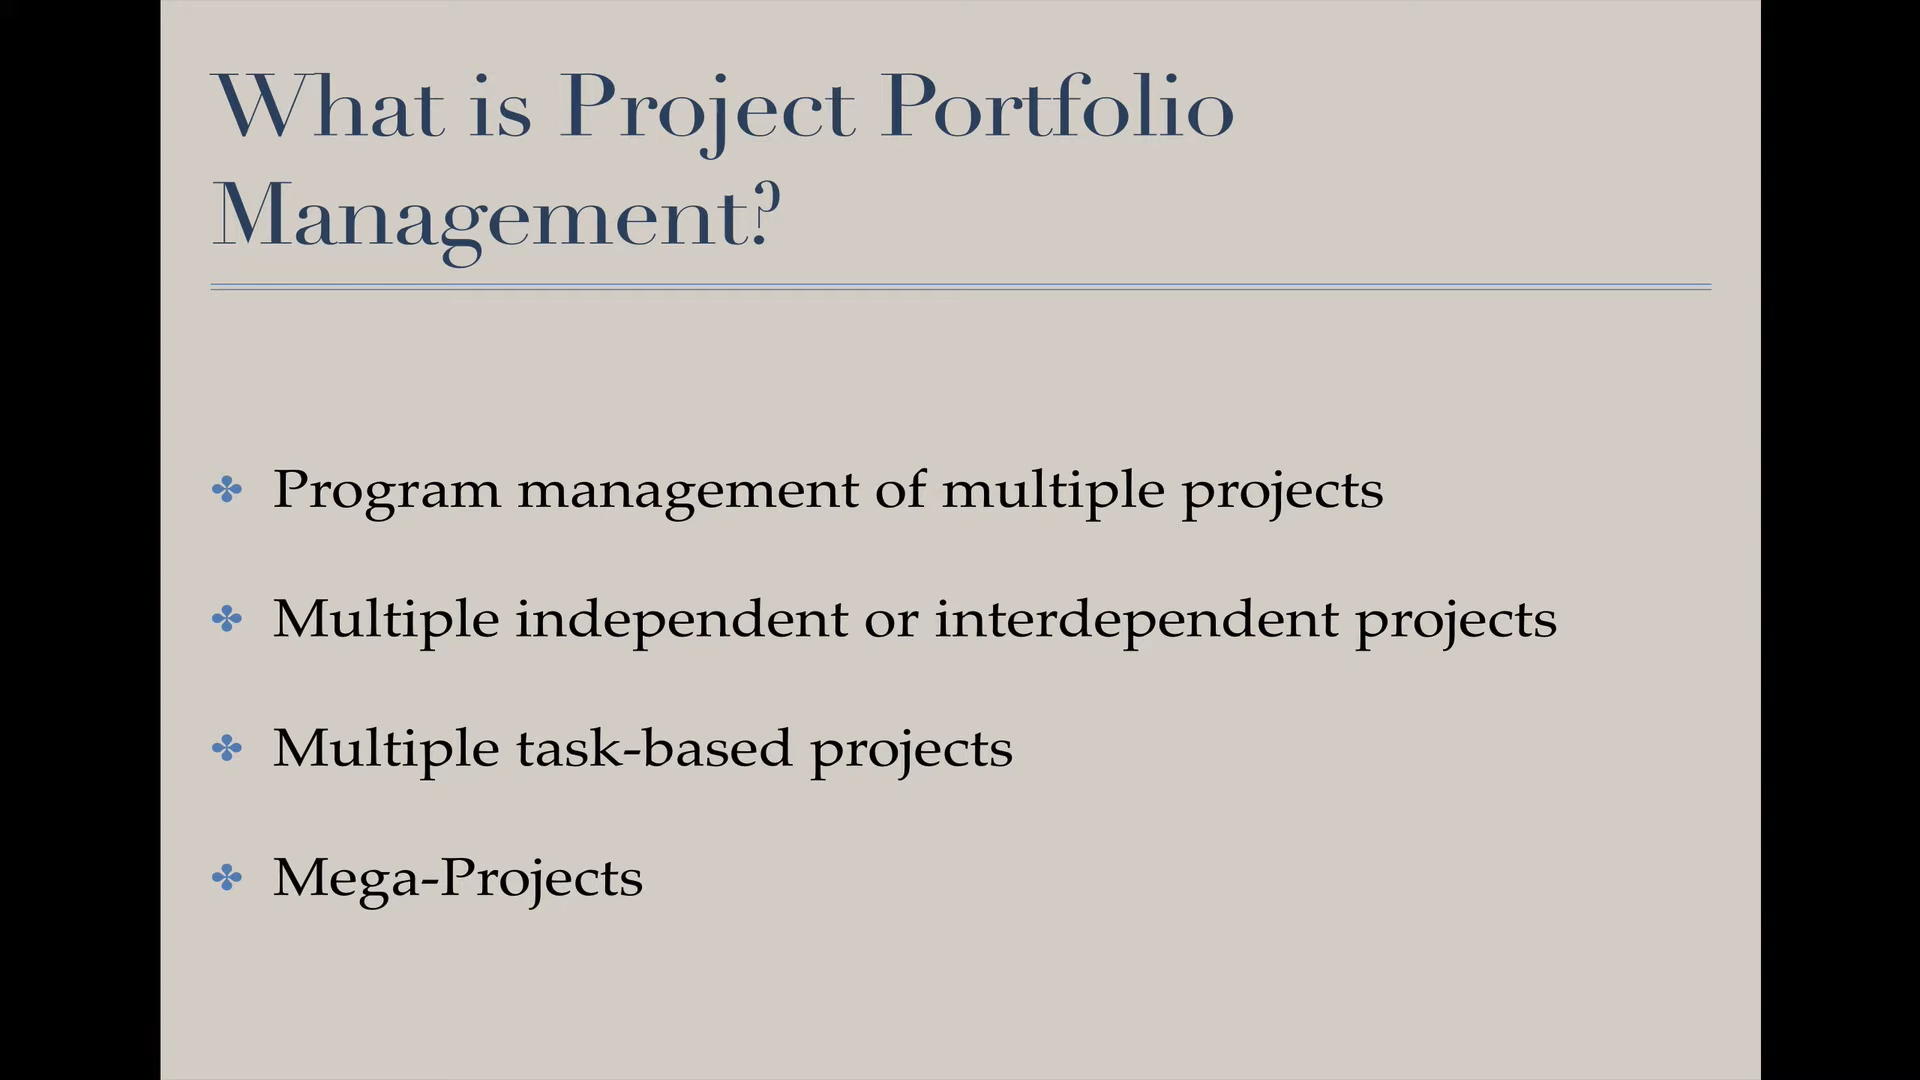 What is Project Portfolio
Management?
Program management of multiple projects
Multiple independent or interdependent projects
Multiple task-based projects
Mega-Projects